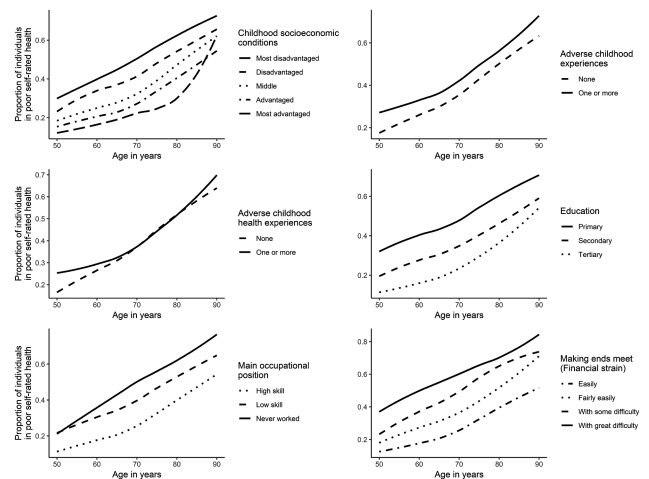 Proportion of individuals
in poor self-rated health
0.6
0.4
0.2
50 60 70 80 90
Age in years
Childhood socioeconomic
conditions
Most disadvantaged
Disadvantaged
Middle
Advantaged
Most advantaged
0.6
0.4
0.2
50 60 70 80 90
Age in years
Adverse childhood
experiences
None
One or more
Proportion of individuals
in poor self-rated health
0.7
0.6
0.5
0.4
0.3
0.2
50 60 70 80 90
Age in years
Adverse childhood
health experiences
None
One or more
0.6
0.4
0.2
50 60 70 80 90
Age in years
Education
Primary
Secondary
Tertiary
Proportion of individuals
in poor self-rated health
0.6
0.4
0.2
50 60 70 80 90
Age in years
Main occupational
position
High skill
Low skill
Never worked
0.8
0.6
0.4
0.2
50 60 70 80 90
Age in years
Making ends meet
(Financial strain)
Easily
Fairly easily
With some difficulty
With great difficulty